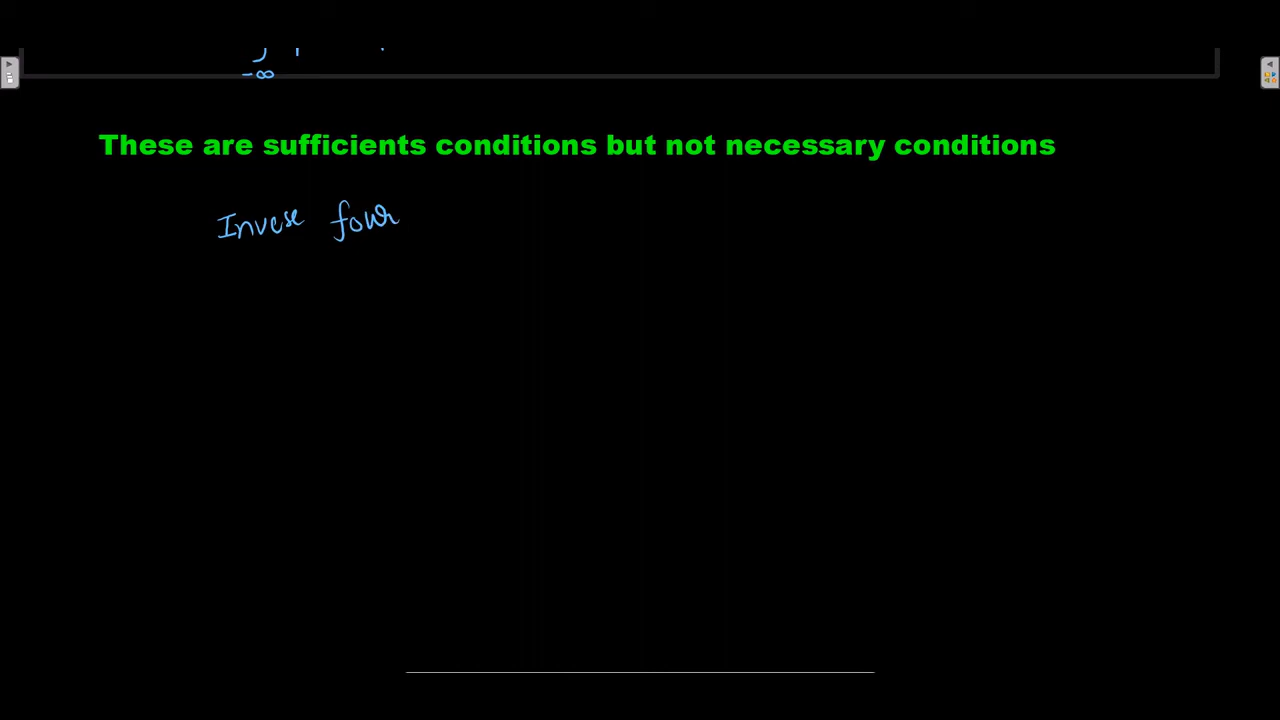 -∞
These are sufficients conditions but not necessary conditions
Invese four